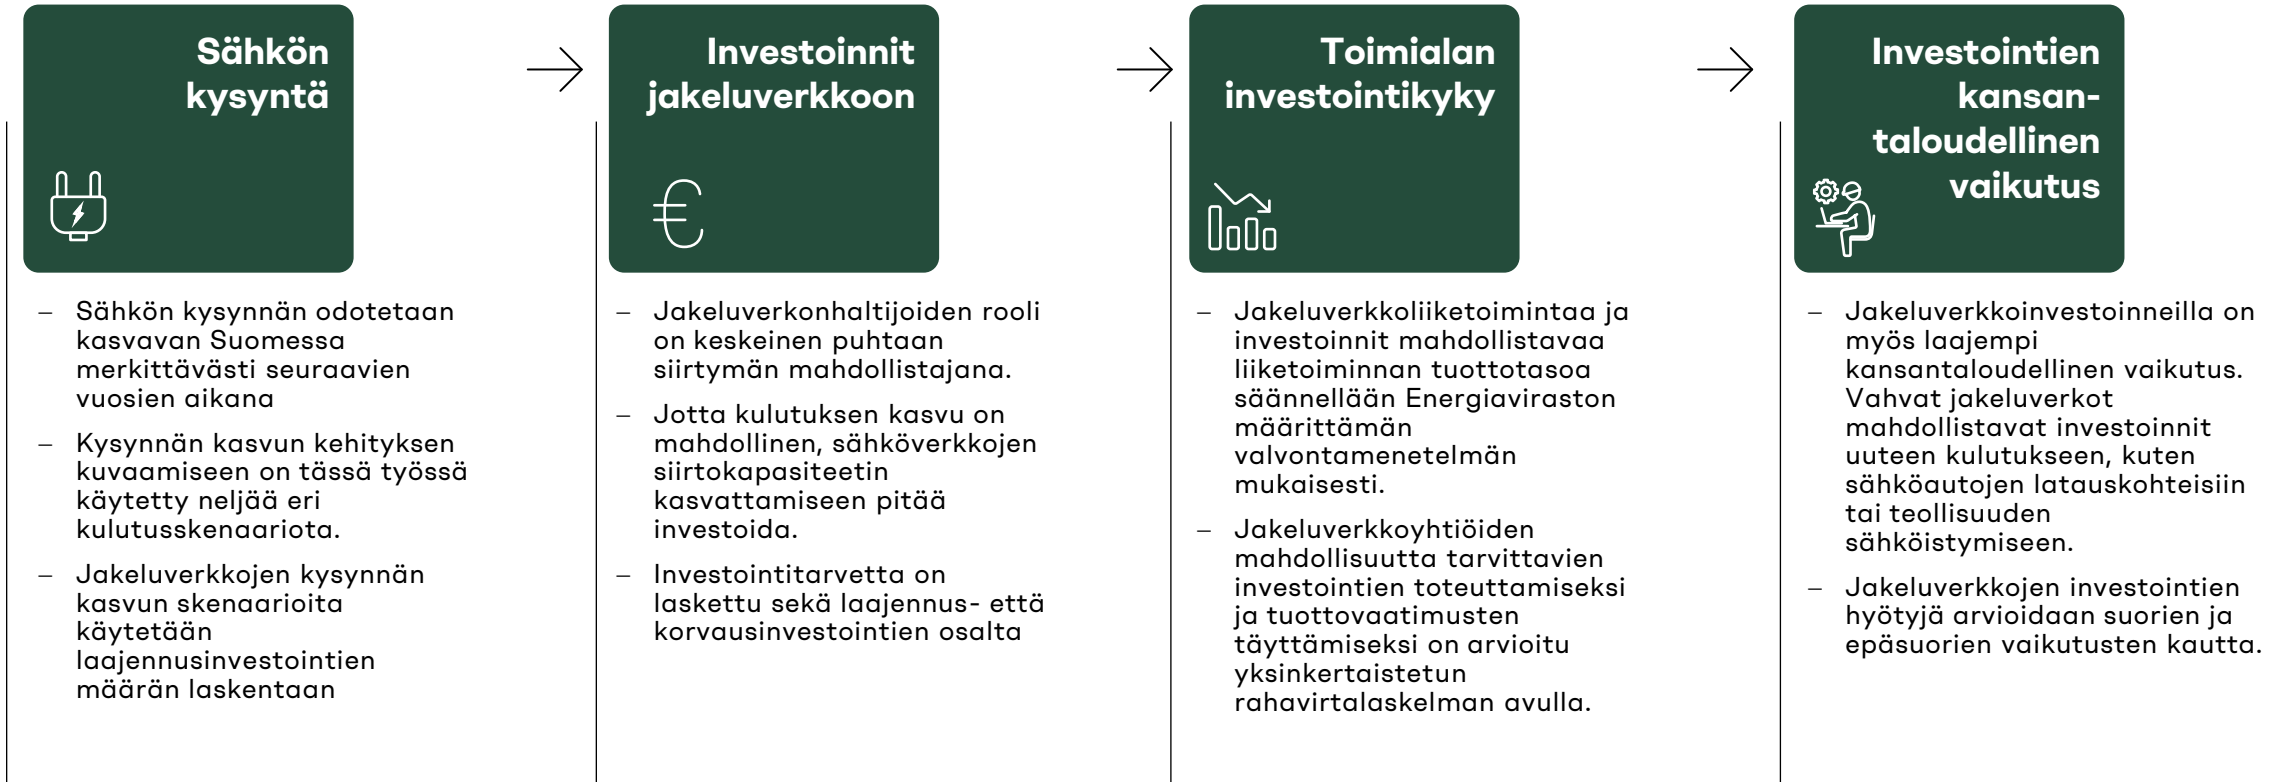 Sähkön
kysyntä
– Sähkön kysynnän odotetaan
kasvavan Suomessa
merkittävästi seuraavien
vuosien aikana
– Kysynnän kasvun kehityksen
kuvaamiseen on tässä työssä
käytetty neljää eri
kulutusskenaariota.
– Jakeluverkkojen kysynnän
kasvun skenaarioita
käytetään
laajennusinvestointien
määrän laskentaan
Investoinnit
jakeluverkkoon
€
– Jakeluverkonhaltijoiden rooli
on keskeinen puhtaan
siirtymän mahdollistajana.
– Jotta kulutuksen kasvu on
mahdollinen, sähköverkkojen
siirtokapasiteetin
kasvattamiseen pitää
investoida.
– Investointitarvetta on
laskettu sekä laajennus- että
korvausinvestointien osalta
Toimialan
investointikyky
– Jakeluverkkoliiketoimintaa ja
investoinnit mahdollistavaa
liiketoiminnan tuottotasoa
säännellään Energiaviraston
määrittämän
valvontamenetelmän
mukaisesti.
– Jakeluverkkoyhtiöiden
mahdollisuutta tarvittavien
investointien toteuttamiseksi
ja tuottovaatimusten
täyttämiseksi on arvioitu
yksinkertaistetun
rahavirtalaskelman avulla.
Investointien
kansan-
taloudellinen
vaikutus
– Jakeluverkkoinvestoinneilla on
myös laajempi
kansantaloudellinen vaikutus.
Vahvat jakeluverkot
mahdollistavat investoinnit
uuteen kulutukseen, kuten
sähköautojen latauskohteisiin
tai teollisuuden
sähköistymiseen.
– Jakeluverkkojen investointien
hyötyjä arvioidaan suorien ja
epäsuorien vaikutusten kautta.